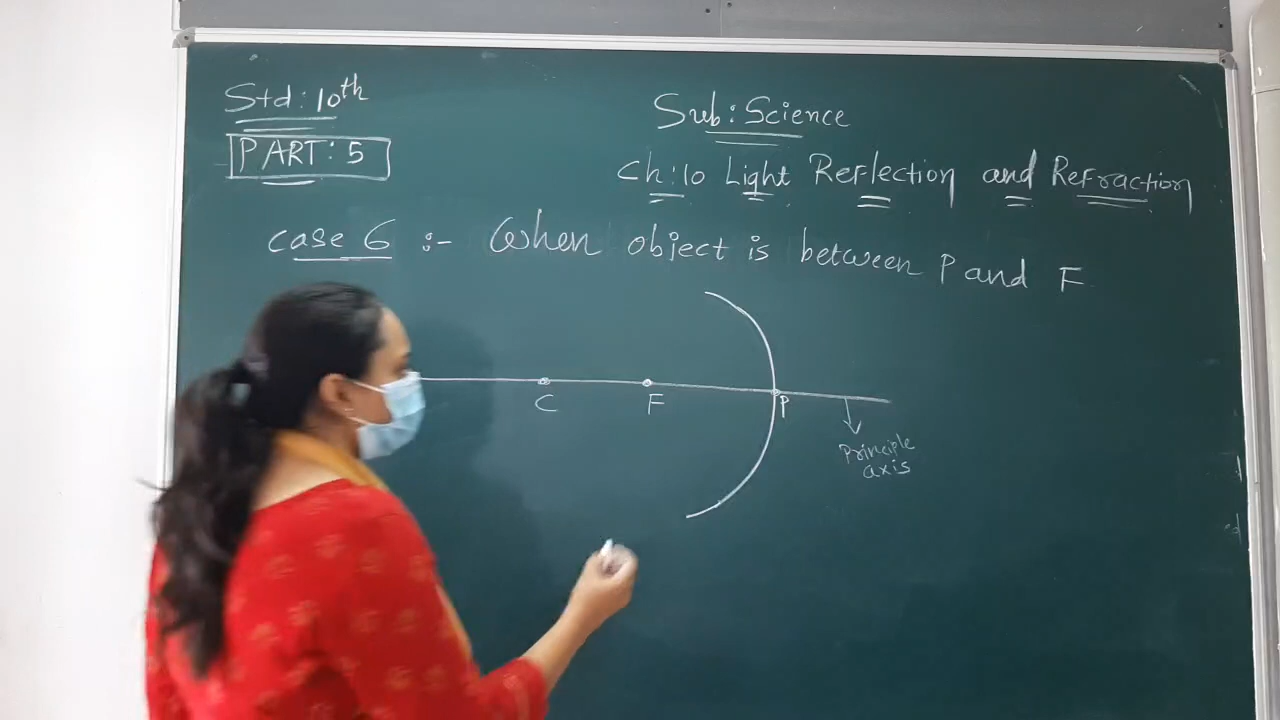 Std: 10th
PART: 5
Sub: Science
Ch: 10 Light Reflection and Refraction
Case 6 :- When object is between P and F
C
F
P
Principle
axis